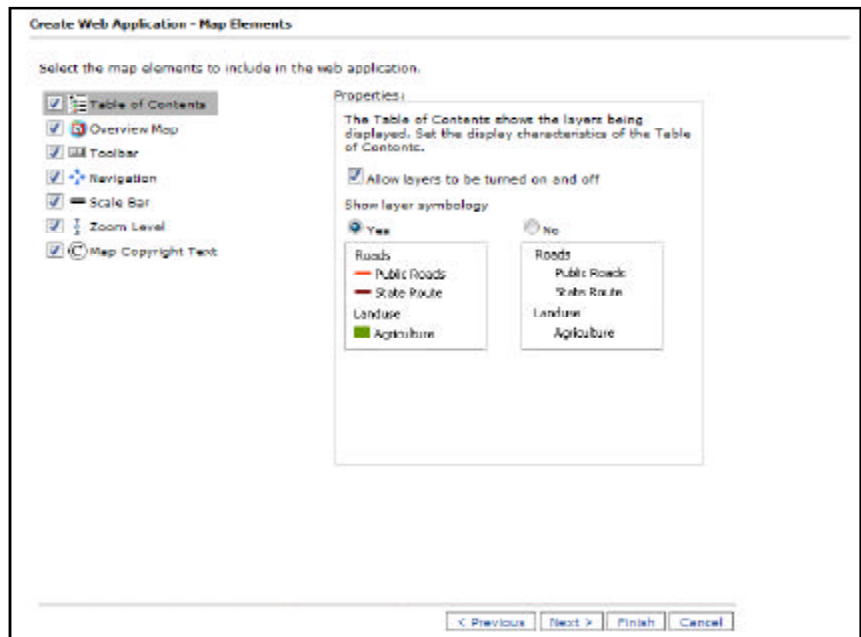 Create Web Application - Map Elements
Select the map elements to include in the web application.
Table of Contents
Overview Map
Toolbar
Navigation
Scale Bar
Zoom Level
Map Copyright Text
Properties:
The Table of Contents shows the layers being
displayed. Set the display characteristics of the Table
of Contents.
Allow layers to be turned on and off
Show layer symbology
Yes
No
Roads
Public Roads
State Route
Landuse
Agriculture
Roads
Public Roads
State Route
Landuse
Agriculture
< Previous
Next >
Finish
Cancel